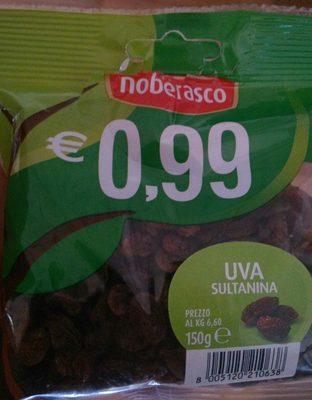 noberasco
€ 0,99
UVA
SULTANINA
PREZZO
AL KG 6,60
150g e
8 005120 210638